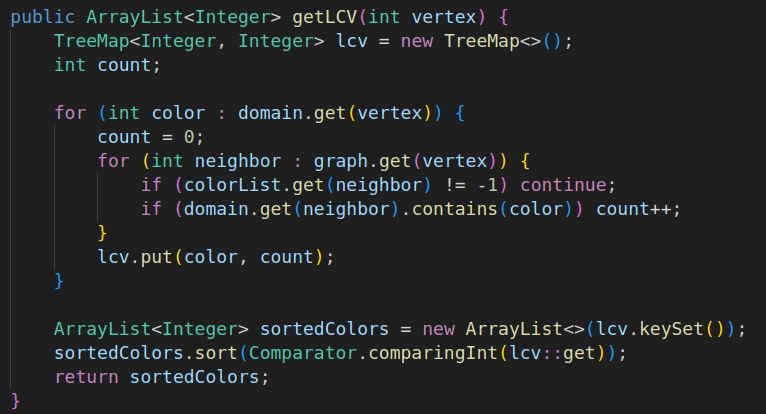 public ArrayList<Integer> getLCV(int vertex) {
    TreeMap<Integer, Integer> lcv = new TreeMap<>();
    int count;

    for (int color : domain.get(vertex)) {
        count = 0;
        for (int neighbor : graph.get(vertex)) {
            if (colorList.get(neighbor) != -1) continue;
            if (domain.get(neighbor).contains(color)) count++;
        }
        lcv.put(color, count);
    }

    ArrayList<Integer> sortedColors = new ArrayList<>(lcv.keySet());
    sortedColors.sort(Comparator.comparingInt(lcv::get));
    return sortedColors;
}